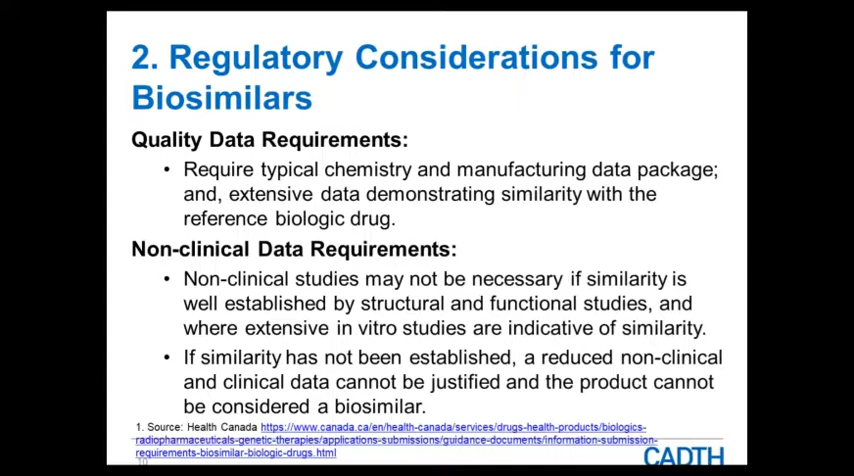 2. Regulatory Considerations for
Biosimilars
Quality Data Requirements:
• Require typical chemistry and manufacturing data package;
and, extensive data demonstrating similarity with the
reference biologic drug.
Non-clinical Data Requirements:
• Non-clinical studies may not be necessary if similarity is
well established by structural and functional studies, and
where extensive in vitro studies are indicative of similarity.
• If similarity has not been established, a reduced non-clinical
and clinical data cannot be justified and the product cannot
be considered a biosimilar.
1. Source: Health Canada https://www.canada.ca/en/health-canada/services/drugs-health-products/biologics-
radiopharmaceuticals-genetic-therapies/applications-submissions/guidance-documents/information-submission-
requirements-biosimilar-biologic-drugs.html
10
CADTH